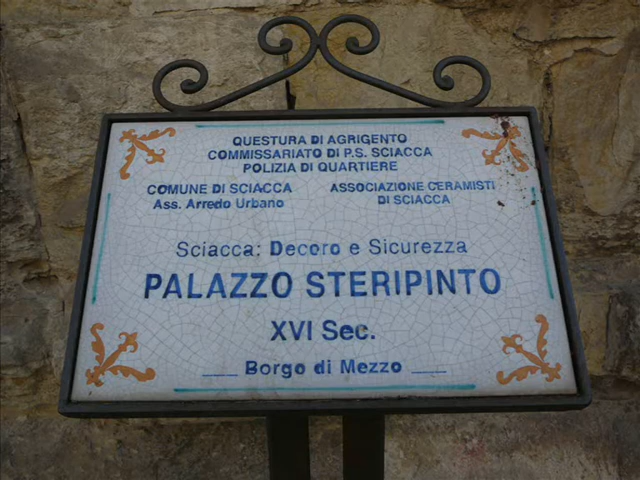 QUESTURA DI AGRIGENTO
COMMISSARIATO DI P.S. SCIACCA
POLIZIA DI QUARTIERE
COMUNE DI SCIACCA
Ass. Arredo Urbano
ASSOCIAZIONE CERAMISTI
DI SCIACCA
Sciacca: Decoro e Sicurezza
PALAZZO STERIPINTO
XVI Sec.
Borgo di Mezzo